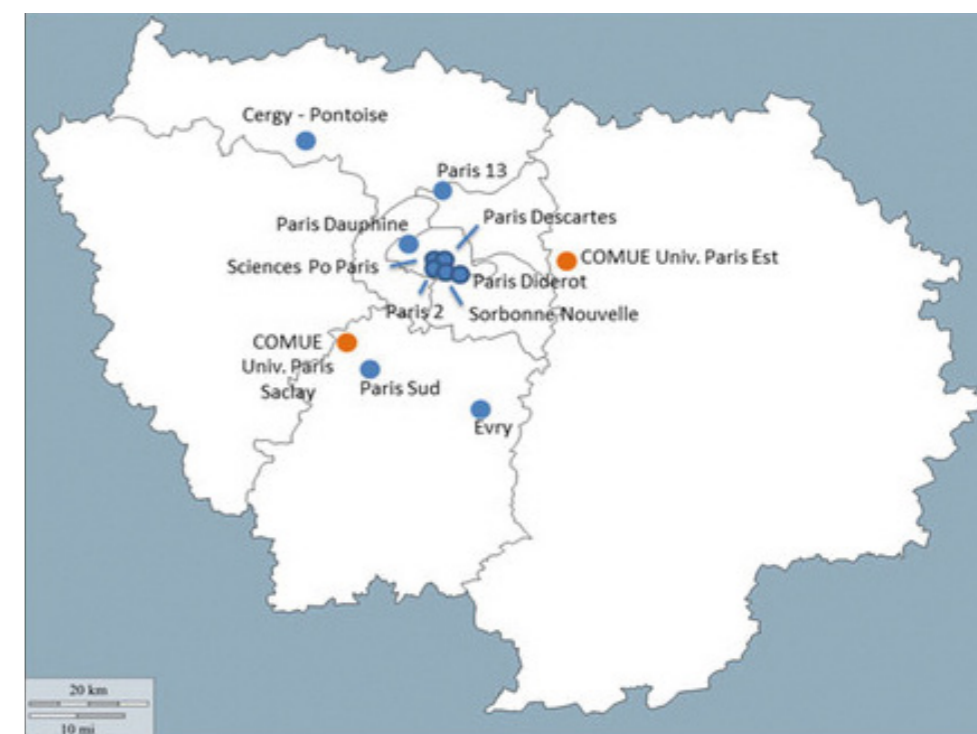 Cergy - Pontoise
Paris 13
Paris Descartes
Paris Dauphine
COMUE Univ. Paris Est
Sciences Po Paris
Paris Diderot
Paris 2
Sorbonne Nouvelle
COMUE
Univ. Paris
Saclay
Paris Sud
Evry
20 km
10 mi